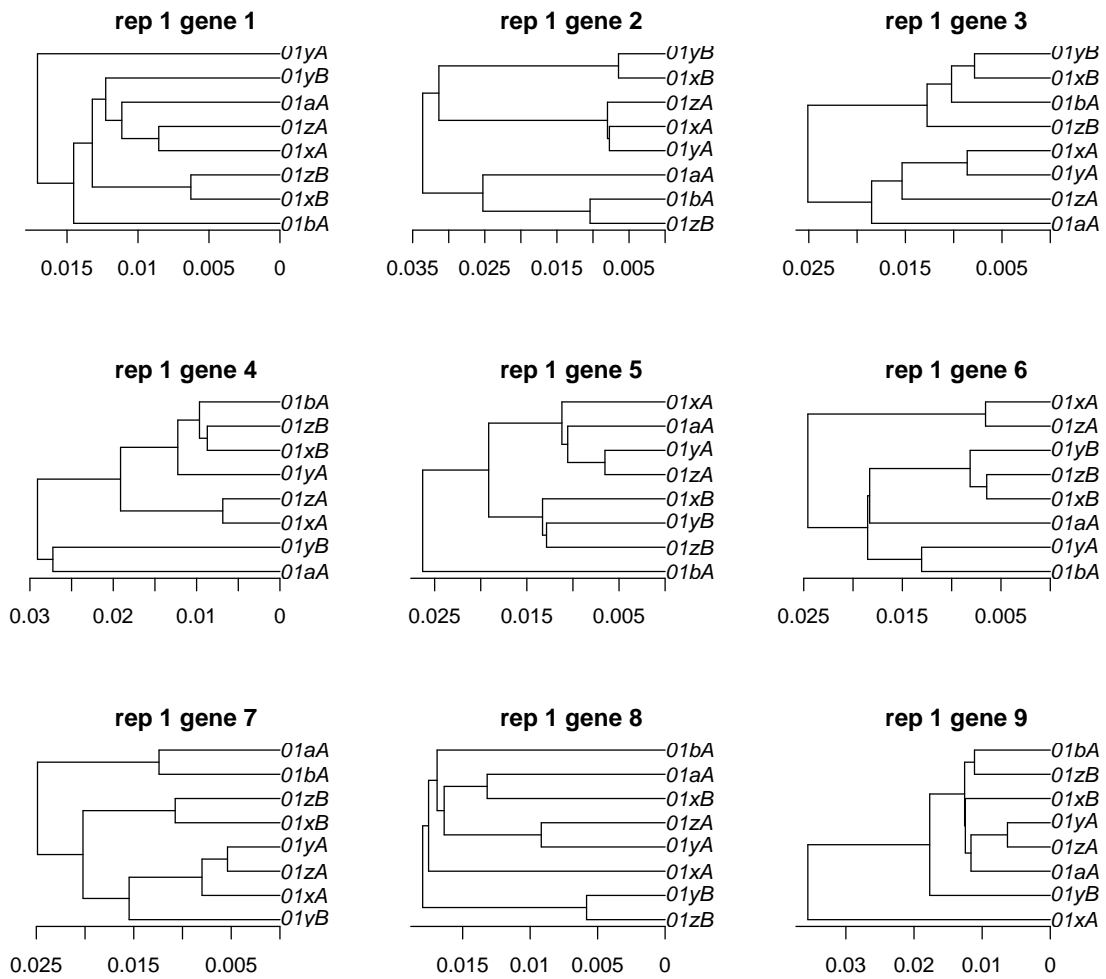 rep 1 gene 1
01yA
01yB
01aA
01zA
01xA
01zB
01xB
01bA
0.015 0.01 0.005 0
rep 1 gene 2
01yB
01xB
01zA
01xA
01yA
01aA
01bA
01zB
0.035 0.025 0.015 0.005
rep 1 gene 3
01yB
01xB
01bA
01zB
01xA
01yA
01zA
01aA
0.025 0.015 0.005
rep 1 gene 4
01bA
01zB
01xB
01yA
01zA
01xA
01yB
01aA
0.03 0.02 0.01 0
rep 1 gene 5
01xA
01aA
01yA
01zA
01xB
01yB
01zB
01bA
0.025 0.015 0.005
rep 1 gene 6
01xA
01zA
01yB
01zB
01xB
01aA
01yA
01bA
0.025 0.015 0.005
rep 1 gene 7
01aA
01bA
01zB
01xB
01yA
01zA
01xA
01yB
0.025 0.015 0.005
rep 1 gene 8
01bA
01aA
01xB
01zA
01yA
01xA
01yB
01zB
0.015 0.01 0.005 0
rep 1 gene 9
01bA
01zB
01xB
01yA
01zA
01aA
01yB
01xA
0.03 0.02 0.01 0